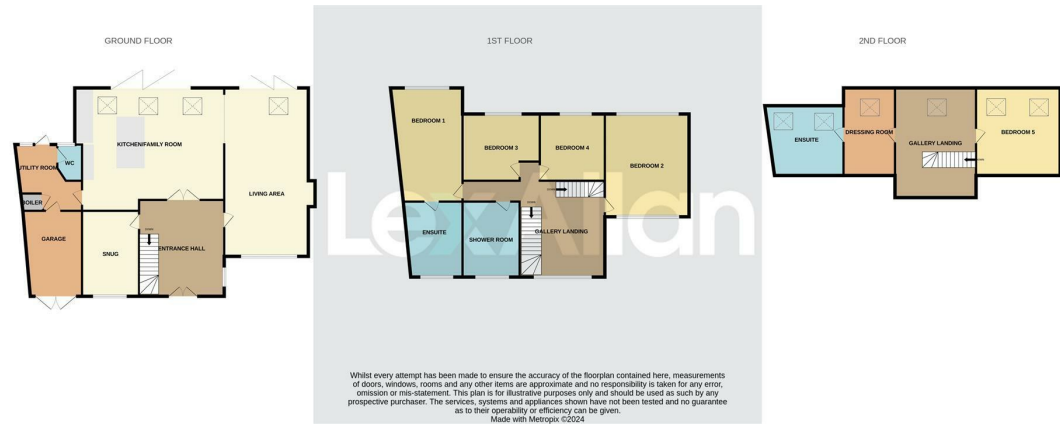 GROUND FLOOR
1ST FLOOR
2ND FLOOR
KITCHEN/FAMILY ROOM
UTILITY ROOM
WC
BOILER
GARAGE
SNUG
ENTRANCE HALL
LIVING AREA
BEDROOM 1
BEDROOM 3
BEDROOM 4
BEDROOM 2
ENSUITE
SHOWER ROOM
GALLERY LANDING
ENSUITE
DRESSING ROOM
GALLERY LANDING
BEDROOM 5
LexAllan
Whilst every attempt has been made to ensure the accuracy of the floorplan contained here, measurements
of doors, windows, rooms and any other items are approximate and no responsibility is taken for any error,
omission or mis-statement. This plan is for illustrative purposes only and should be used as such by any
prospective purchaser. The services, systems and appliances shown have not been tested and no guarantee
as to their operability or efficiency can be given.
Made with Metropix ©2024